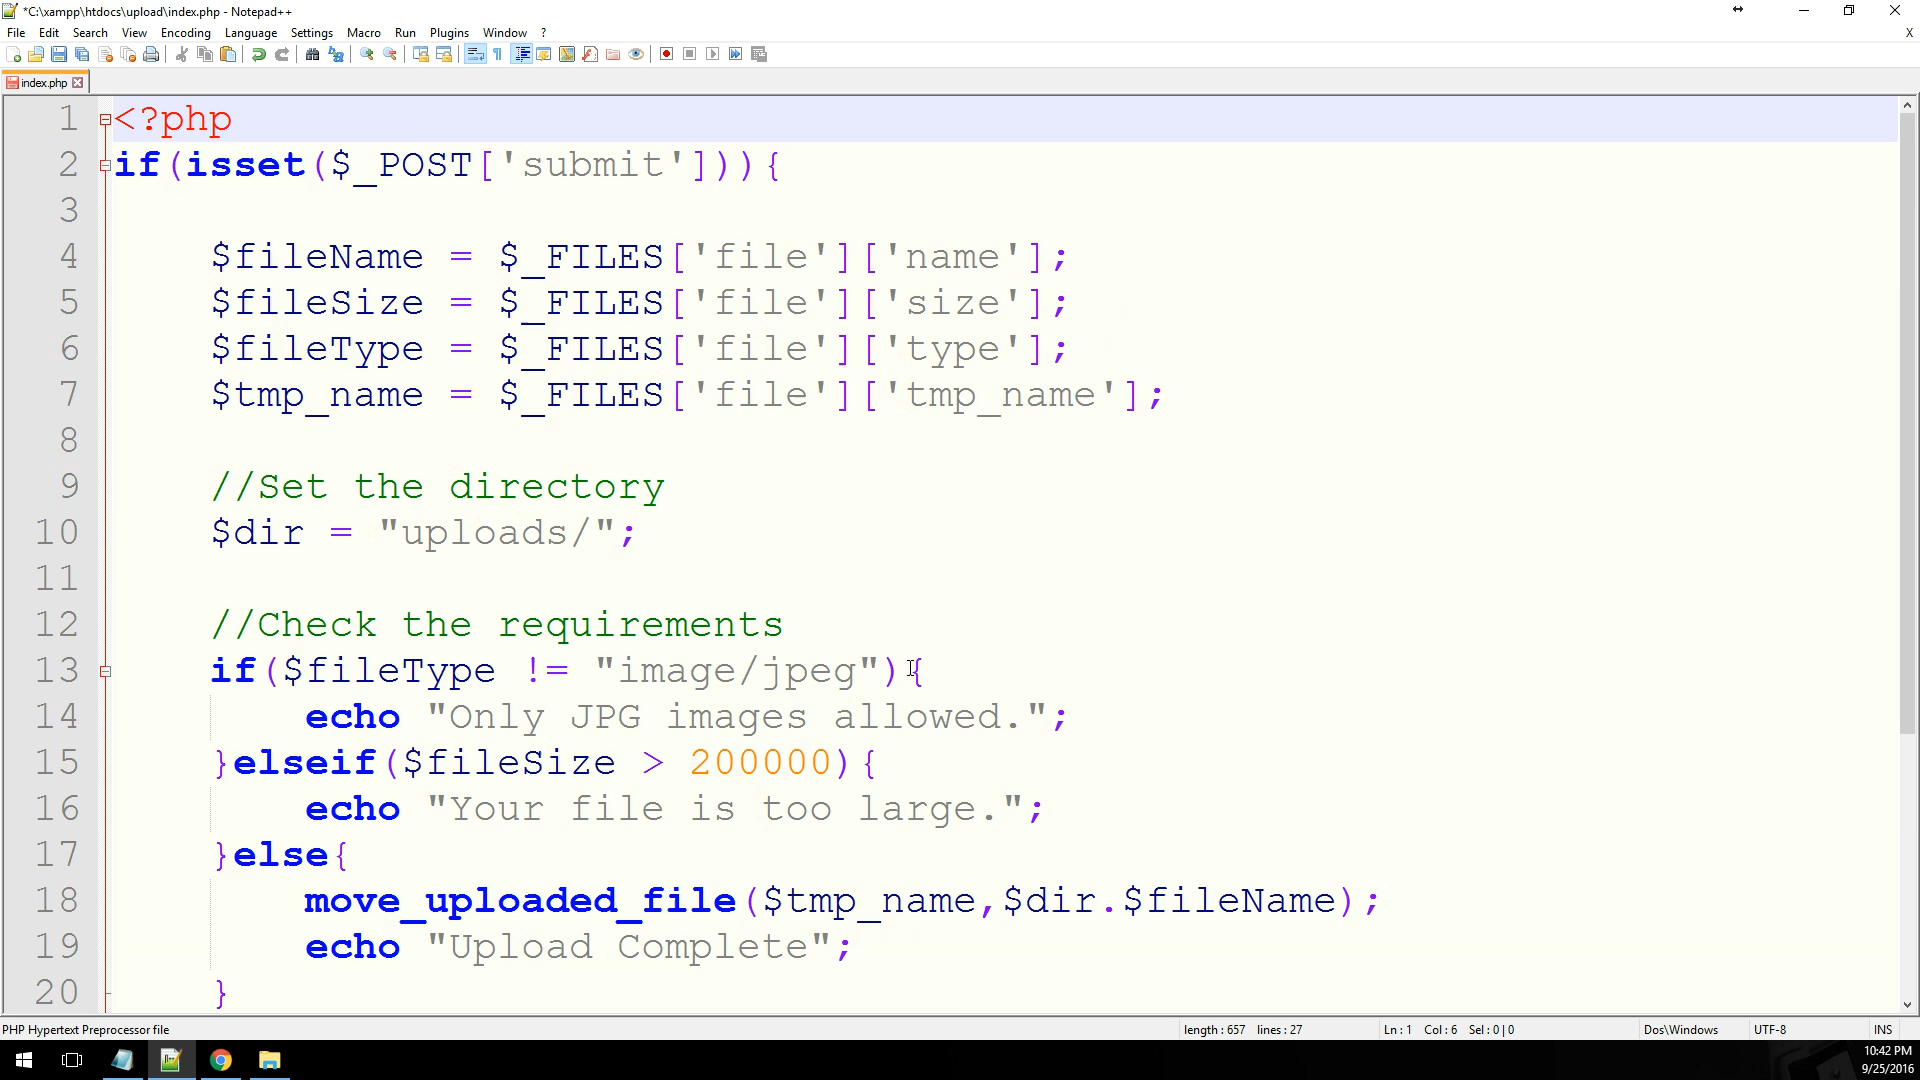 *C:\xampp\htdocs\upload\index.php - Notepad++
File Edit Search View Encoding Language Settings Macro Run Plugins Window ? X
index.php
1 <?php
2 if(isset($_POST['submit'])){
3
4 $fileName = $_FILES['file']['name'];
5 $fileSize = $_FILES['file']['size'];
6 $fileType = $_FILES['file']['type'];
7 $tmp_name = $_FILES['file']['tmp_name'];
8
9 //Set the directory
10 $dir = "uploads/";
11
12 //Check the requirements
13 if($fileType != "image/jpeg"){
14 echo "Only JPG images allowed.";
15 }elseif($fileSize > 200000){
16 echo "Your file is too large.";
17 }else{
18 move_uploaded_file($tmp_name,$dir.$fileName);
19 echo "Upload Complete";
20 }
PHP Hypertext Preprocessor file length : 657 lines : 27 Ln : 1 Col : 6 Sel : 0 | 0 Dos\Windows UTF-8 INS
10:42 PM
9/25/2016